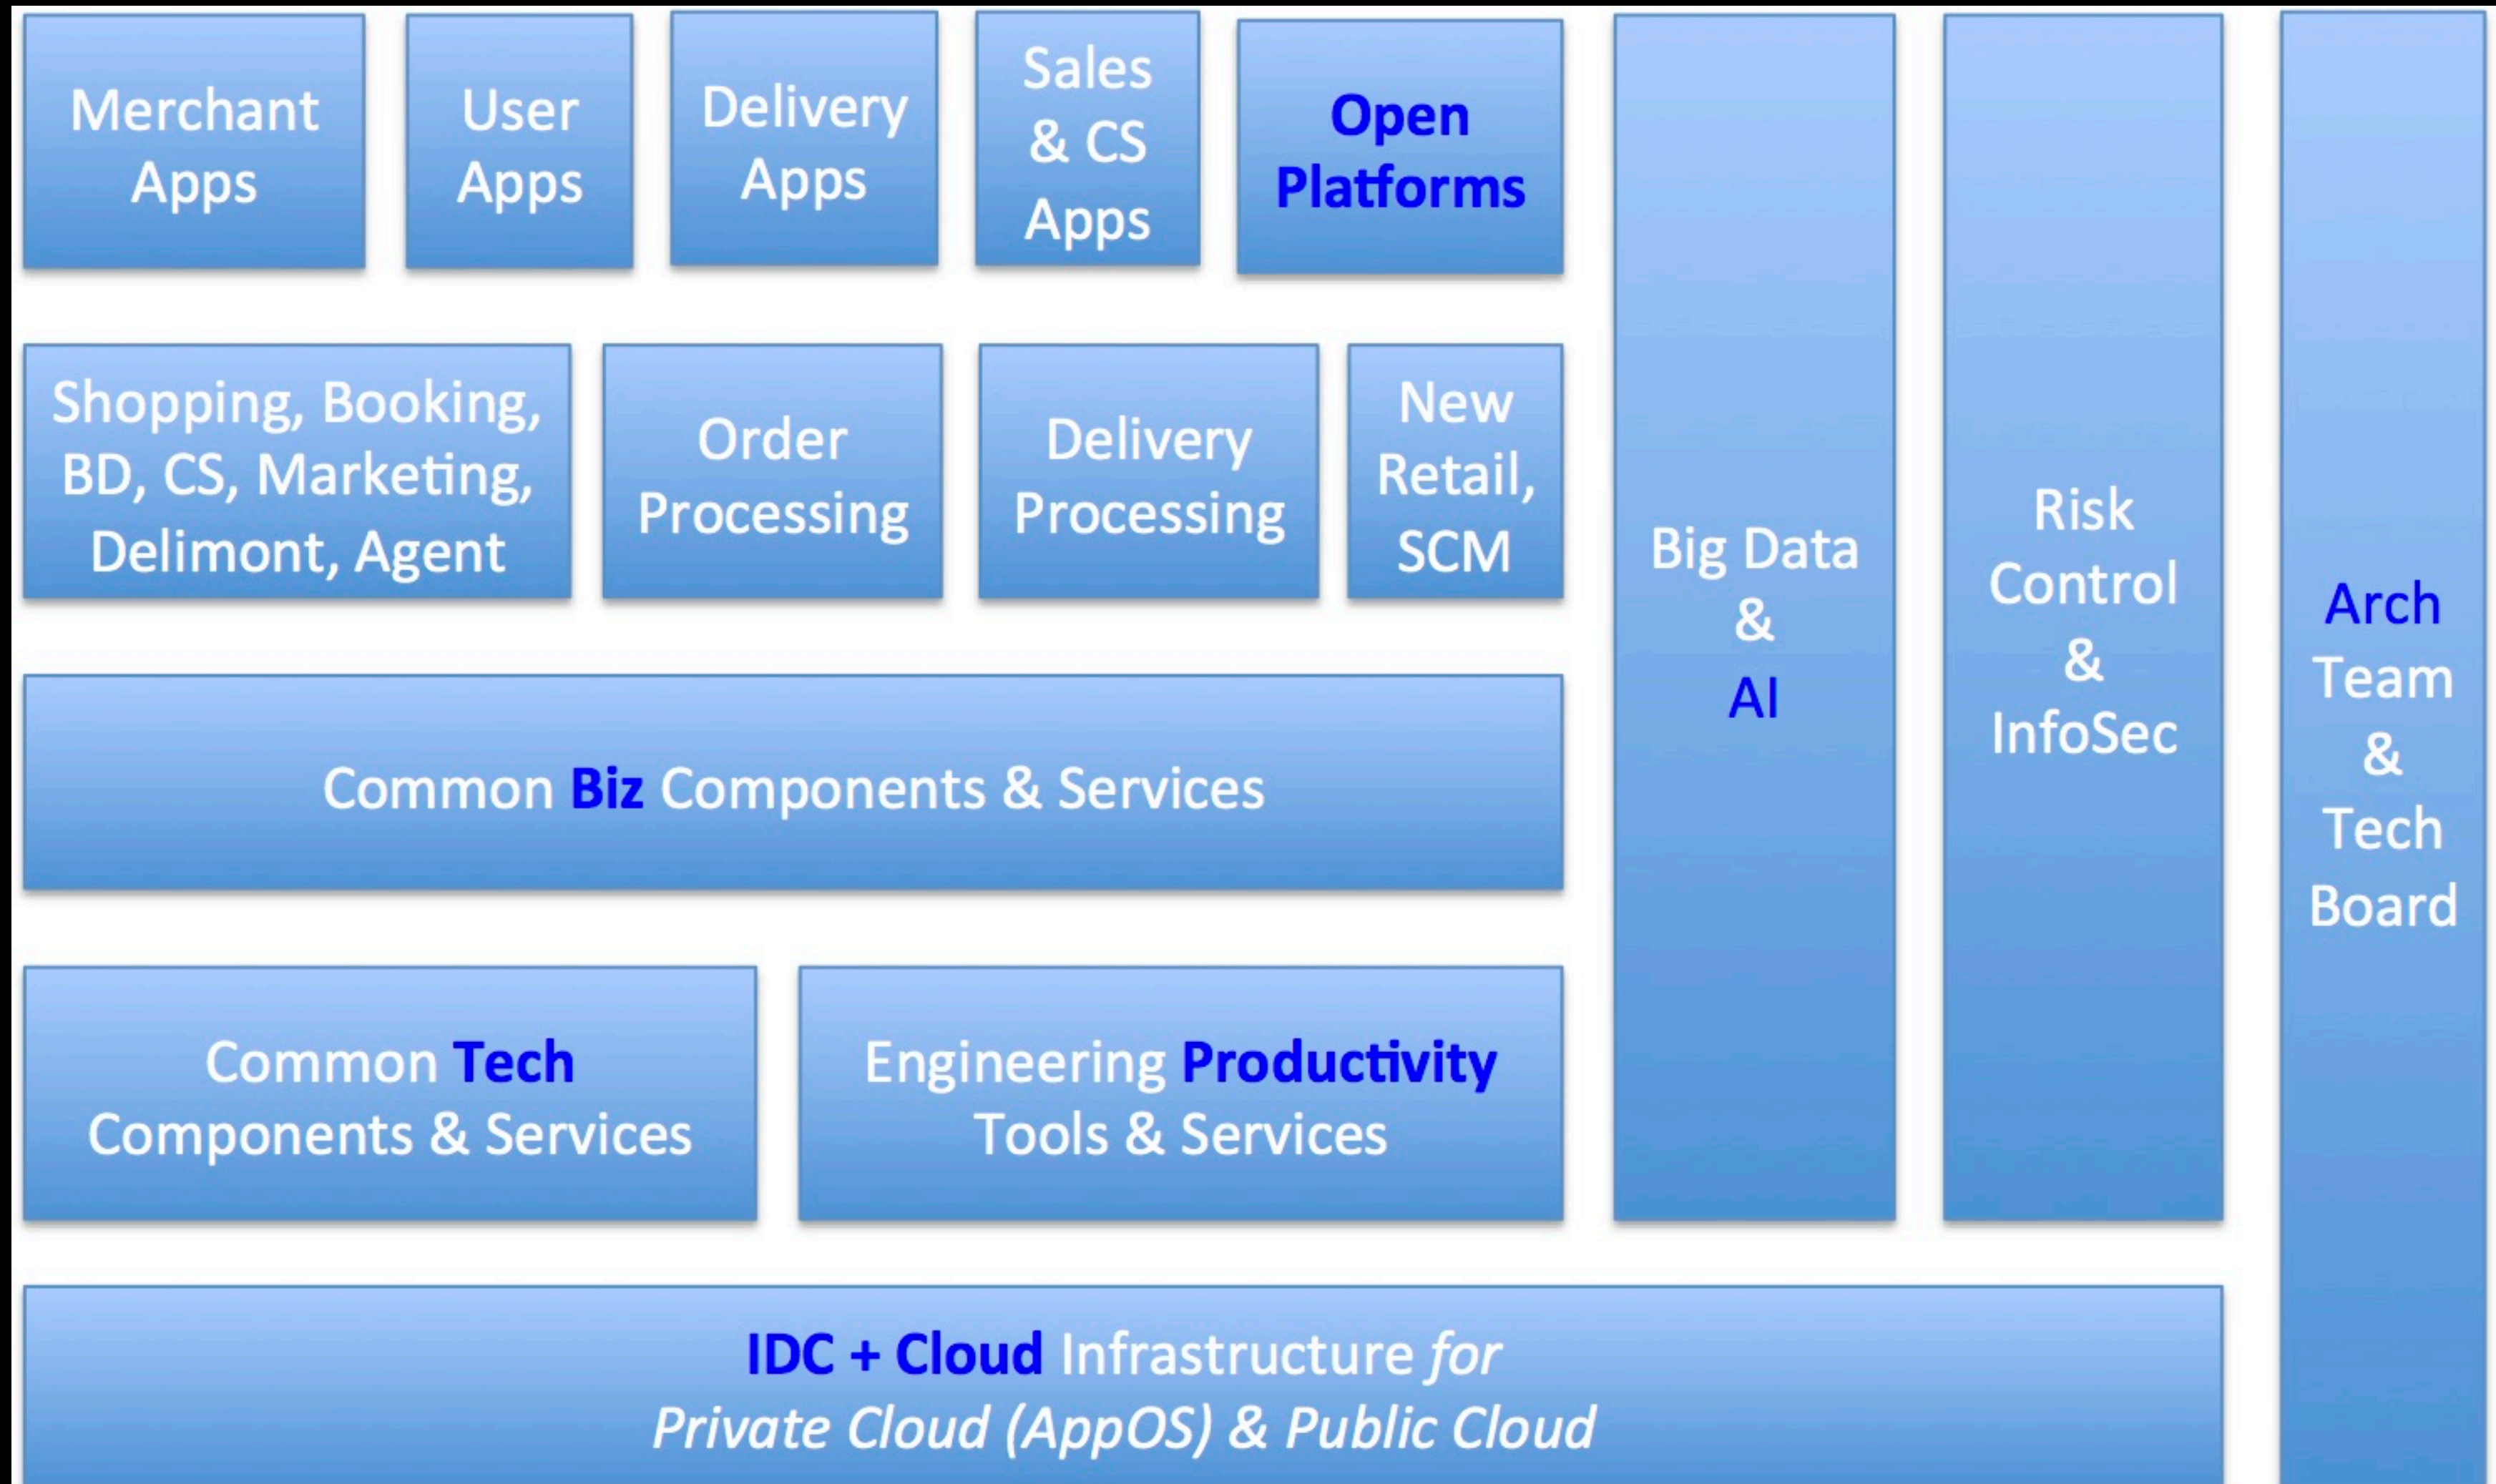 Merchant
Apps
User
Apps
Delivery
Apps
Sales
& CS
Apps
Open
Platforms
Shopping, Booking,
BD, CS, Marketing,
Delimont, Agent
Order
Processing
Delivery
Processing
New
Retail,
SCM
Common Biz Components & Services
Common Tech
Components & Services
Engineering Productivity
Tools & Services
IDC + Cloud Infrastructure for
Private Cloud (AppOS) & Public Cloud
Big Data
&
AI
Risk
Control
&
InfoSec
Arch
Team
&
Tech
Board